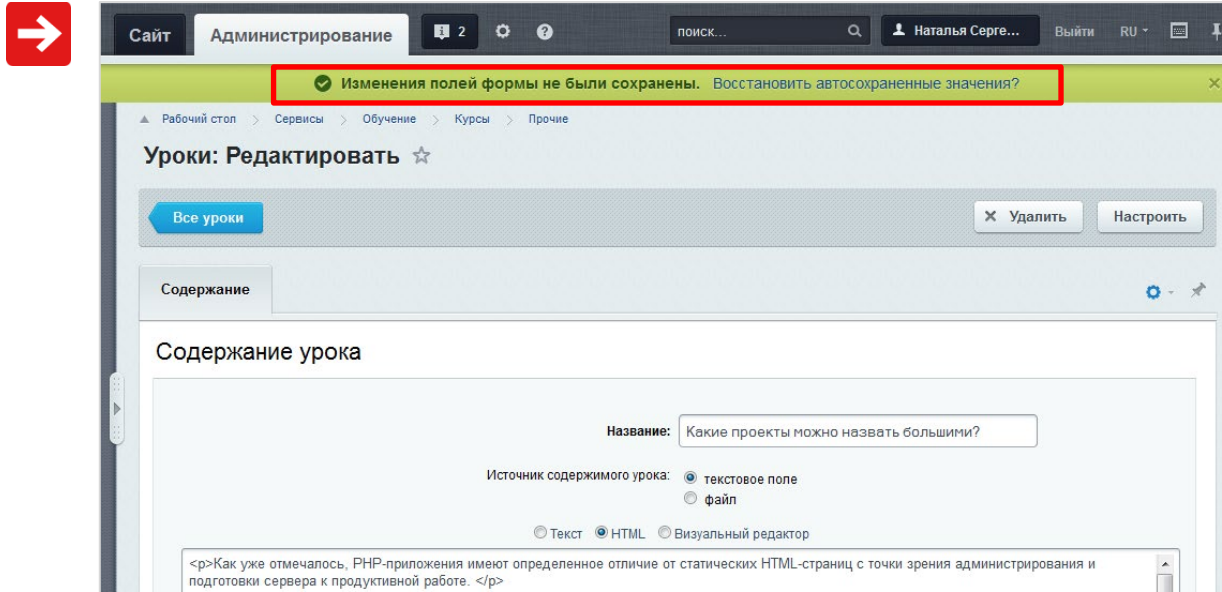 Сайт Администрирование 2 поиск... Наталья Серге... Выйти RU
Изменения полей формы не были сохранены. Восстановить автосохраненные значения?
Рабочий стол Сервисы Обучение Курсы Прочие
Уроки: Редактировать
Все уроки Удалить Настроить
Содержание
Содержание урока
Название: Какие проекты можно назвать большими?
Источник содержимого урока: текстовое поле
файл
Текст HTML Визуальный редактор
<p>Как уже отмечалось, PHP-приложения имеют определенное отличие от статических HTML-страниц с точки зрения администрирования и
подготовки сервера к продуктивной работе. </p>